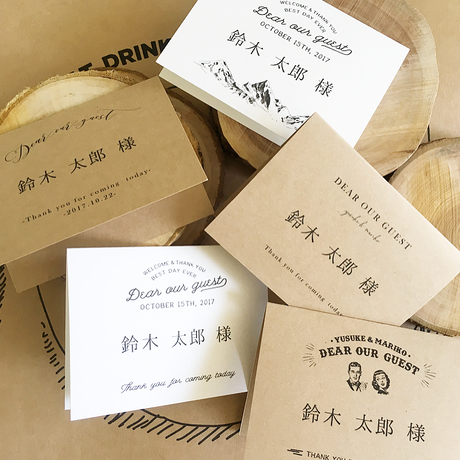 T DRINK
WELCOME & THANK YOU
BEST DAY EVER.
Dear our guest
OCTOBER 15TH, 2017
鈴木 太郎 様
Dear our guest
鈴木 太郎 様
Thank you for coming today.
2017.10.22.
DEAR OUR GUEST
鈴木 太郎 様
Thank you for coming today.
WELCOME & THANK YOU
BEST DAY EVER.
Dear our guest
OCTOBER 15TH, 2017
鈴木 太郎 様
Thank you for coming today
・YUSUKE & MARIKO・
DEAR OUR GUEST
鈴木 太郎 様
THANK YOU